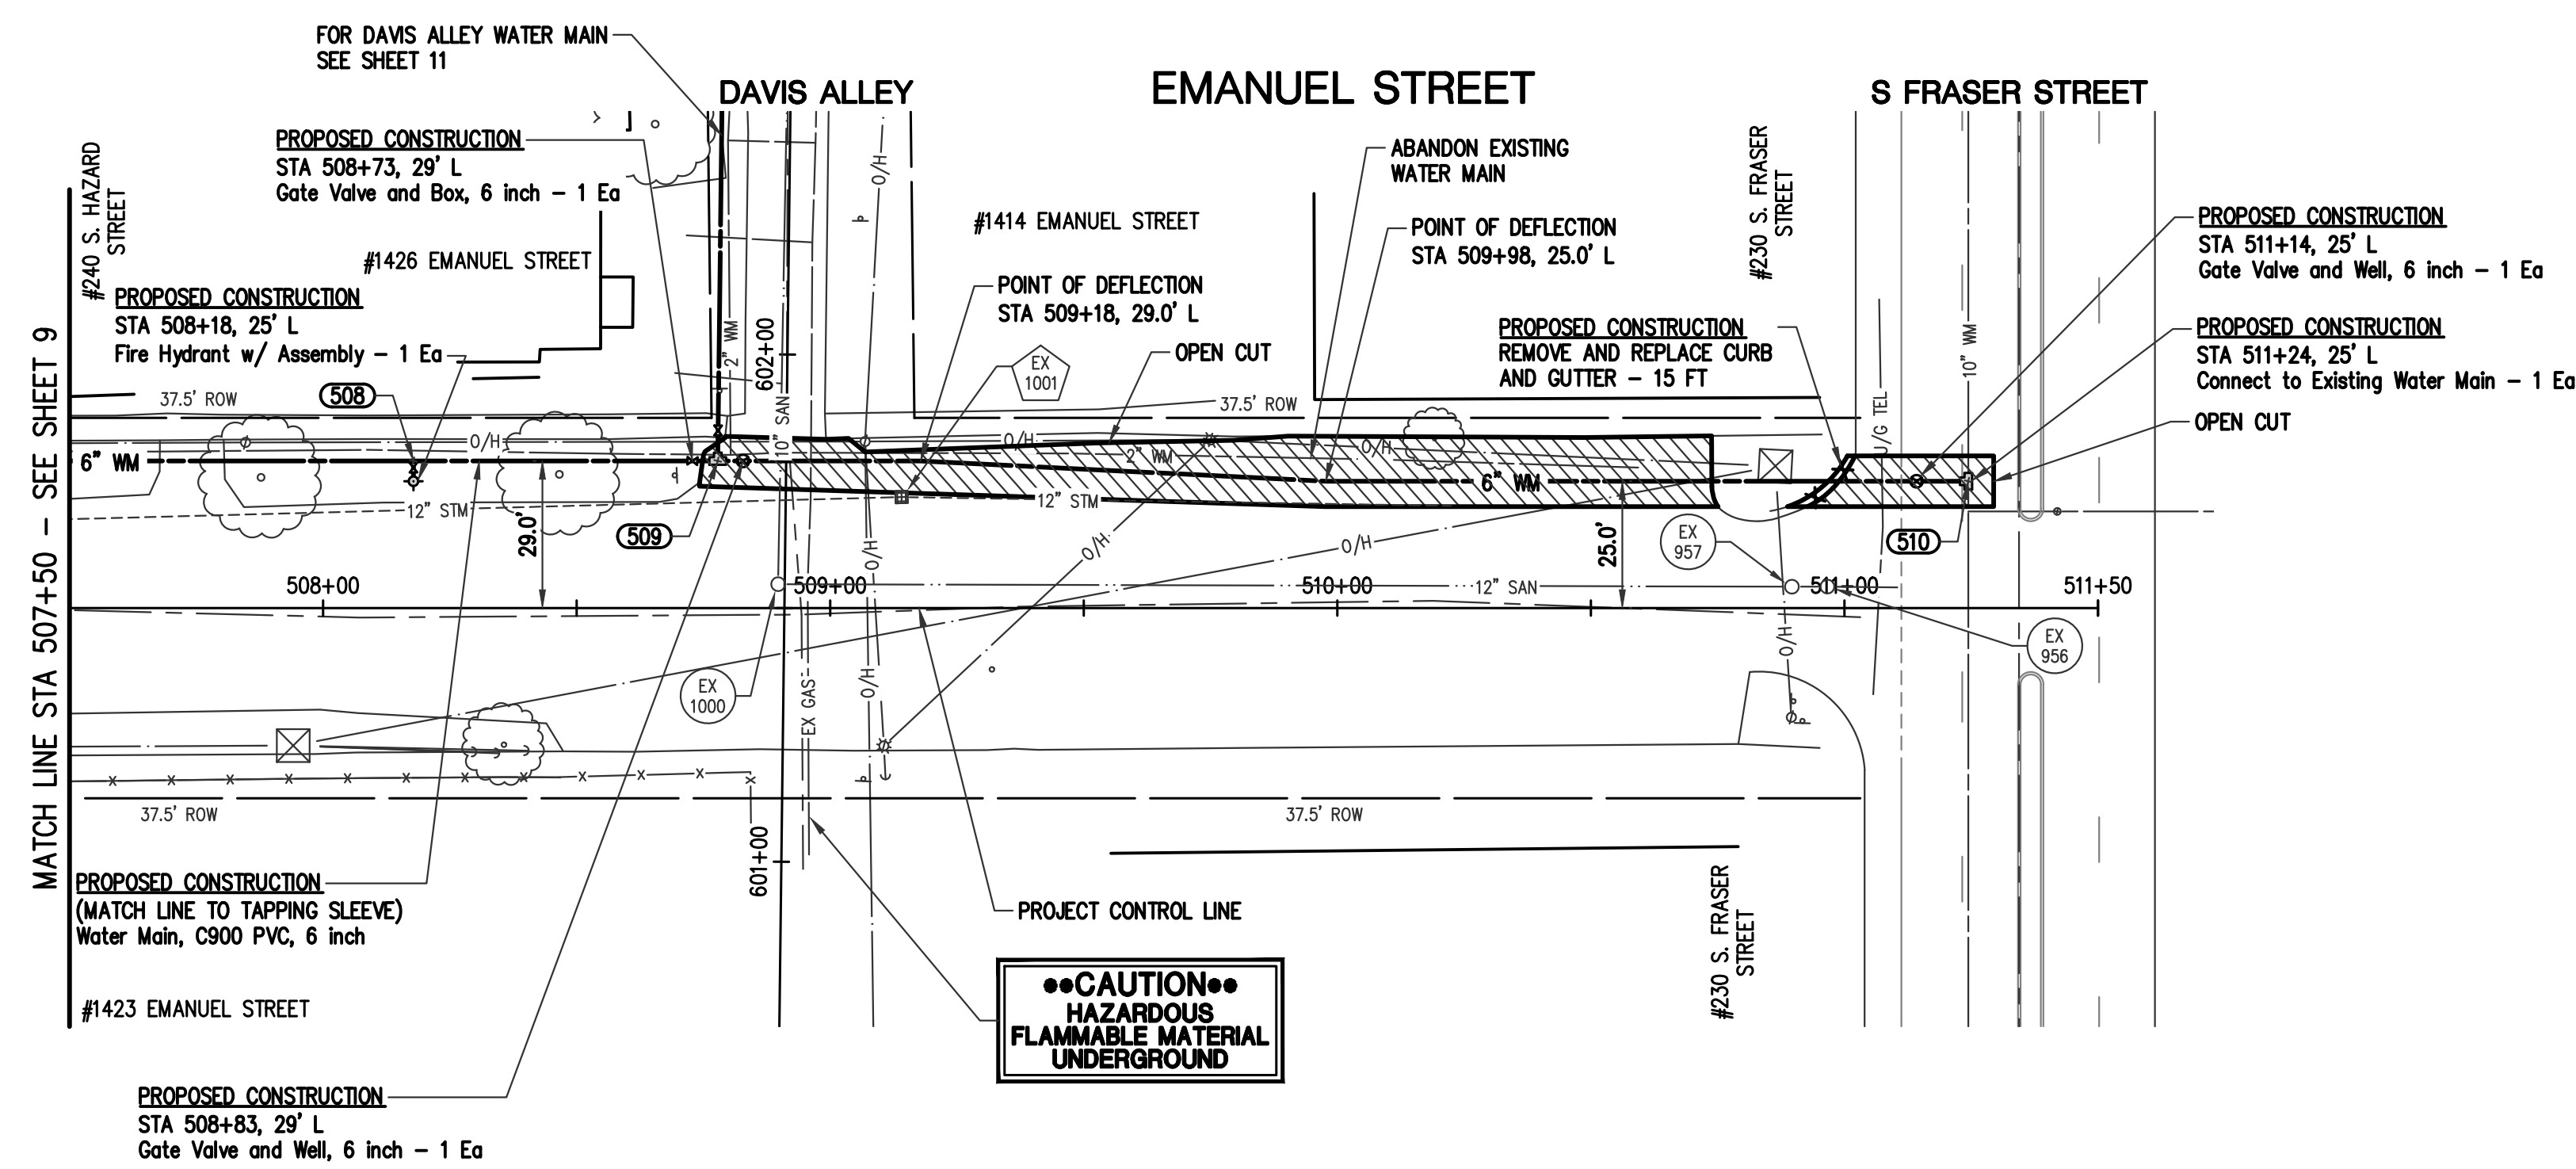 FOR DAVIS ALLEY WATER MAIN
SEE SHEET 11
DAVIS ALLEY
EMANUEL STREET
S FRASER STREET
PROPOSED CONSTRUCTION
STA 508+73, 29' L
Gate Valve and Box, 6 inch - 1 Ea
#240 S. HAZARD
STREET
#1426 EMANUEL STREET
PROPOSED CONSTRUCTION
STA 508+18, 25' L
Fire Hydrant w/ Assembly - 1 Ea
MATCH LINE STA 507+50 - SEE SHEET 9
37.5' ROW
508
6" WM
O/H
12" STM
29.0'
509
2" WM
602+00
10" SAN
O/H
#1414 EMANUEL STREET
POINT OF DEFLECTION
STA 509+18, 29.0' L
EX
1001
OPEN CUT
ABANDON EXISTING
WATER MAIN
POINT OF DEFLECTION
STA 509+98, 25.0' L
37.5' ROW
#230 S. FRASER
STREET
PROPOSED CONSTRUCTION
REMOVE AND REPLACE CURB
AND GUTTER - 15 FT
PROPOSED CONSTRUCTION
STA 511+14, 25' L
Gate Valve and Well, 6 inch - 1 Ea
PROPOSED CONSTRUCTION
STA 511+24, 25' L
Connect to Existing Water Main - 1 Ea
OPEN CUT
U/G TEL
10" WM
O/H
2" WM
O/H
6" WM
12" STM
O/H
O/H
O/H
25.0'
EX
957
510
508+00
509+00
510+00
12" SAN
511+00
511+50
O/H
EX
956
EX
1000
EX GAS
O/H
37.5' ROW
37.5' ROW
601+00
PROPOSED CONSTRUCTION
(MATCH LINE TO TAPPING SLEEVE)
Water Main, C900 PVC, 6 inch
PROJECT CONTROL LINE
#230 S. FRASER
STREET
#1423 EMANUEL STREET
••CAUTION••
HAZARDOUS
FLAMMABLE MATERIAL
UNDERGROUND
PROPOSED CONSTRUCTION
STA 508+83, 29' L
Gate Valve and Well, 6 inch - 1 Ea